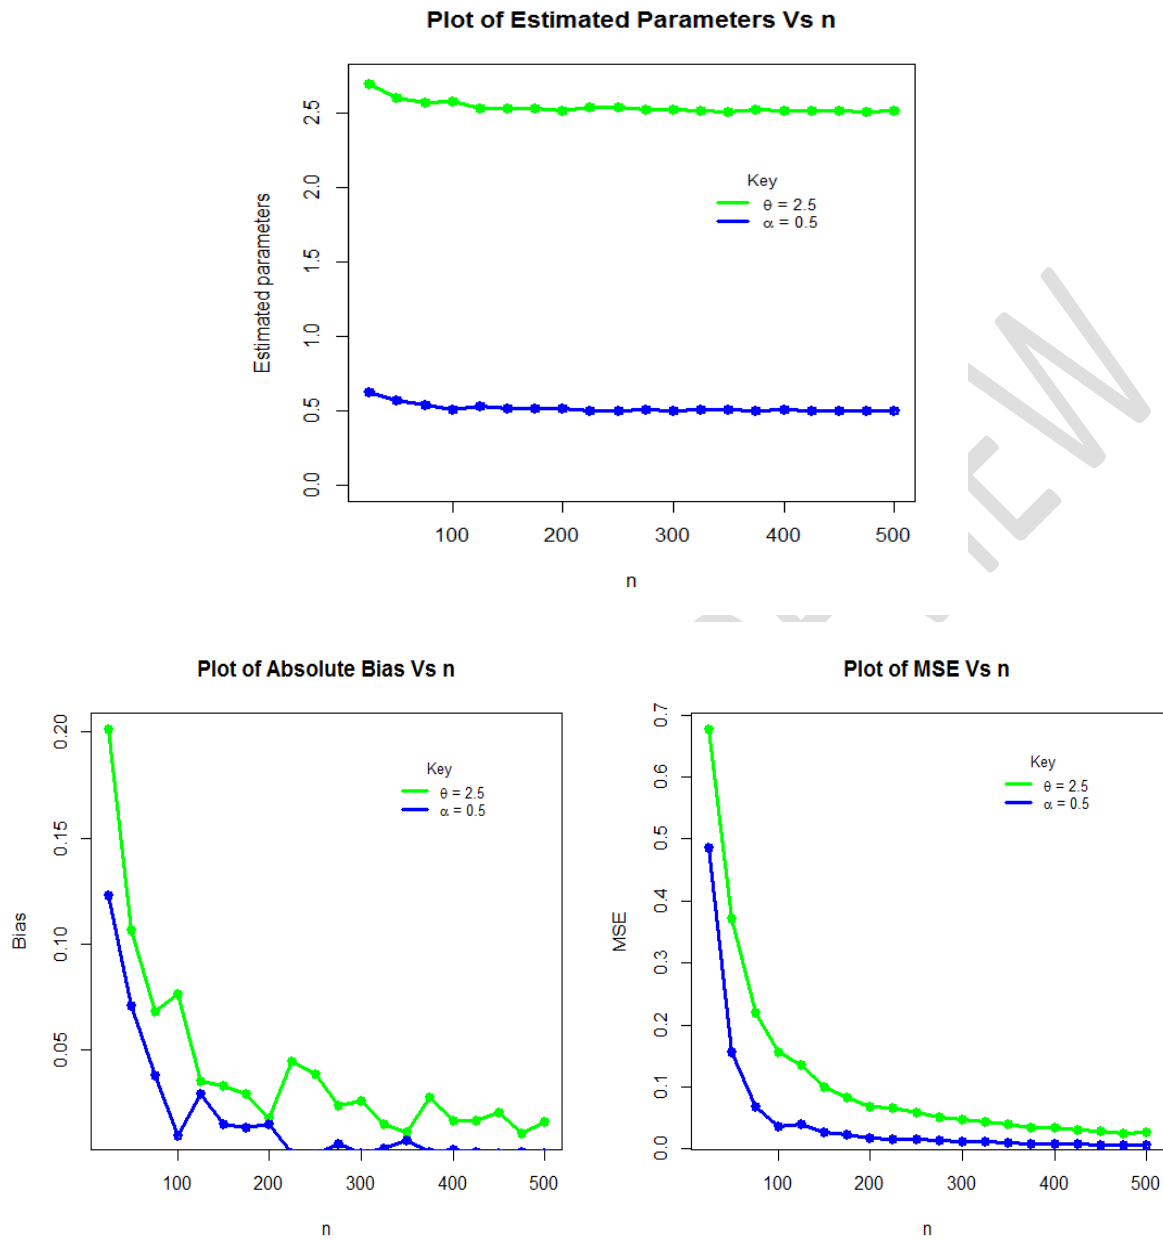 Plot of Estimated Parameters Vs n
Estimated parameters
2.5
2.0
1.5
1.0
0.5
0.0
Key
θ = 2.5
α = 0.5
100 200 300 400 500
n
Plot of Absolute Bias Vs n
Bias
0.20
0.15
0.10
0.05
Key
θ = 2.5
α = 0.5
100 200 300 400 500
n
Plot of MSE Vs n
MSE
0.7
0.6
0.5
0.4
0.3
0.2
0.1
0.0
Key
θ = 2.5
α = 0.5
100 200 300 400 500
n